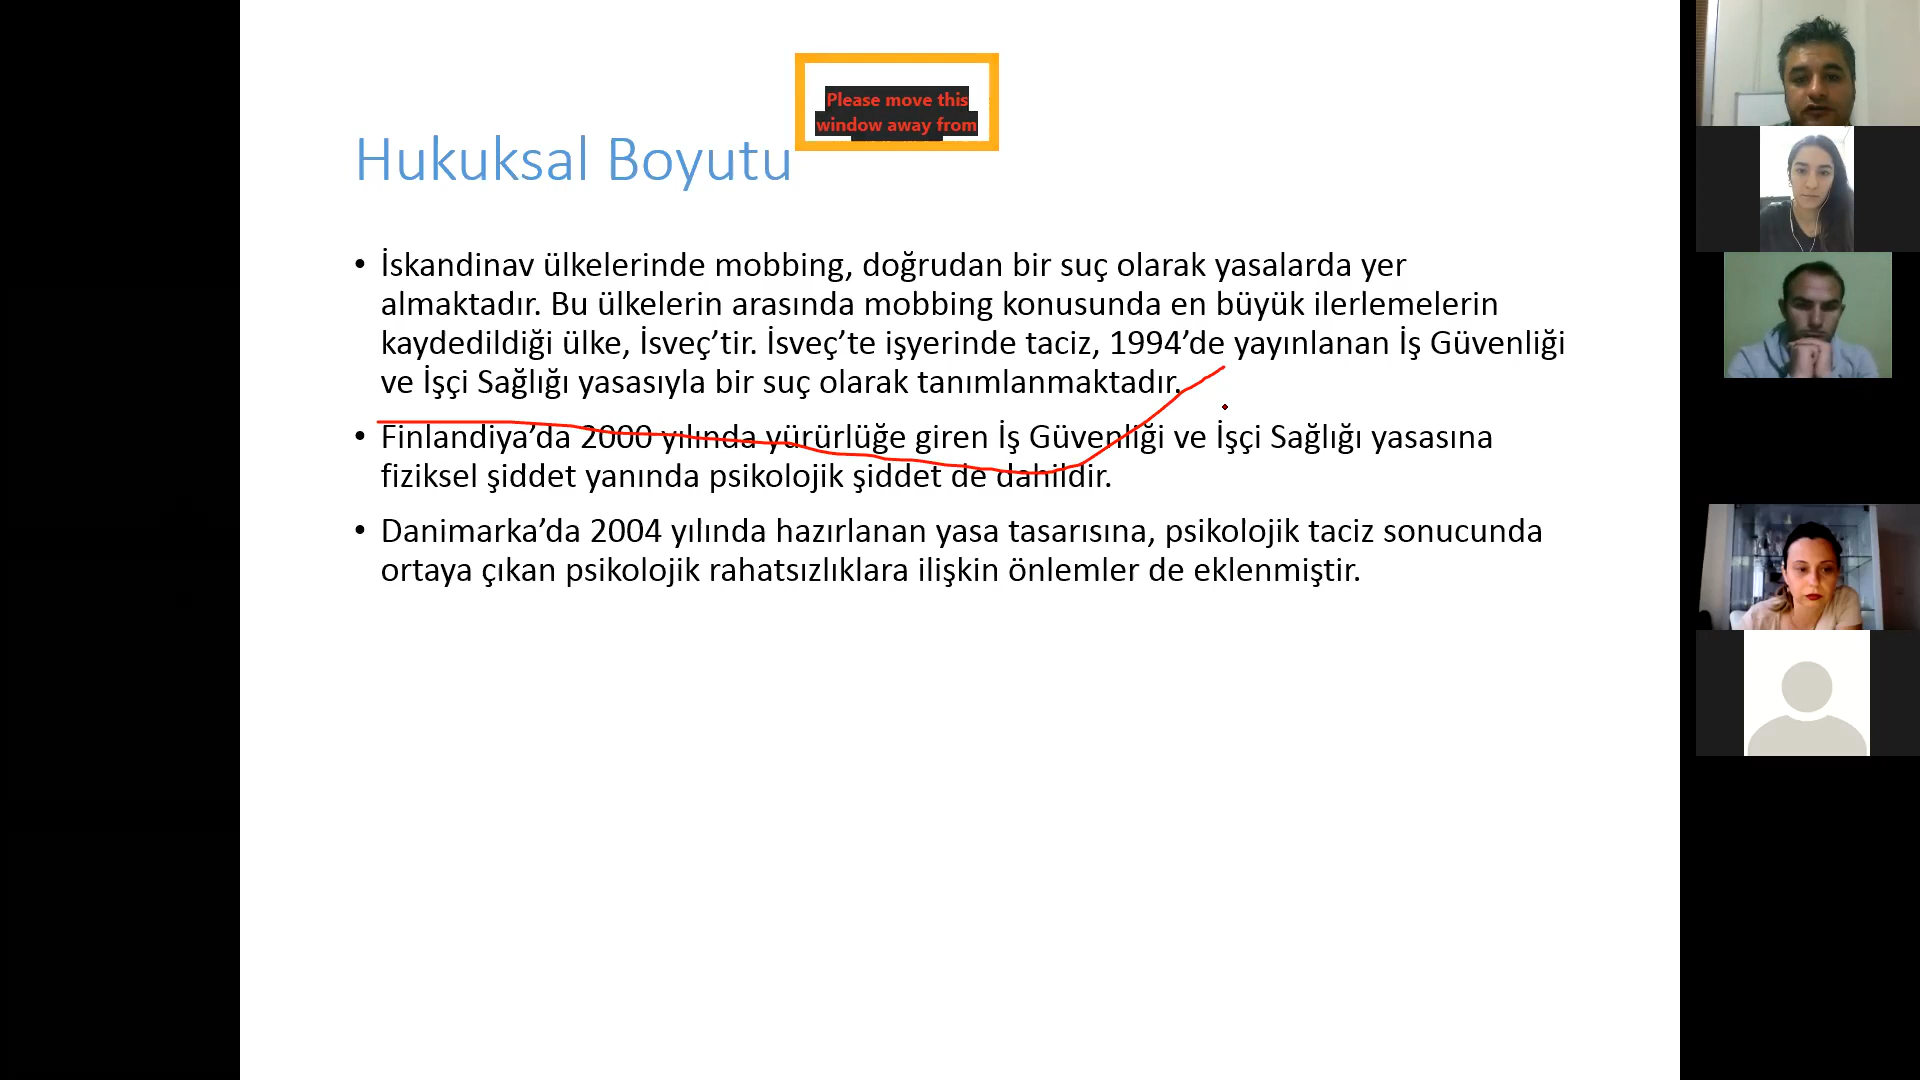 Please move this
window away from
Hukuksal Boyutu
• İskandinav ülkelerinde mobbing, doğrudan bir suç olarak yasalarda yer
almaktadır. Bu ülkelerin arasında mobbing konusunda en büyük ilerlemelerin
kaydedildiği ülke, İsveç’tir. İsveç’te işyerinde taciz, 1994’de yayınlanan İş Güvenliği
ve İşçi Sağlığı yasasıyla bir suç olarak tanımlanmaktadır.
• Finlandiya’da 2000 yılında yürürlüğe giren İş Güvenliği ve İşçi Sağlığı yasasına
fiziksel şiddet yanında psikolojik şiddet de dahildir.
• Danimarka’da 2004 yılında hazırlanan yasa tasarısına, psikolojik taciz sonucunda
ortaya çıkan psikolojik rahatsızlıklara ilişkin önlemler de eklenmiştir.